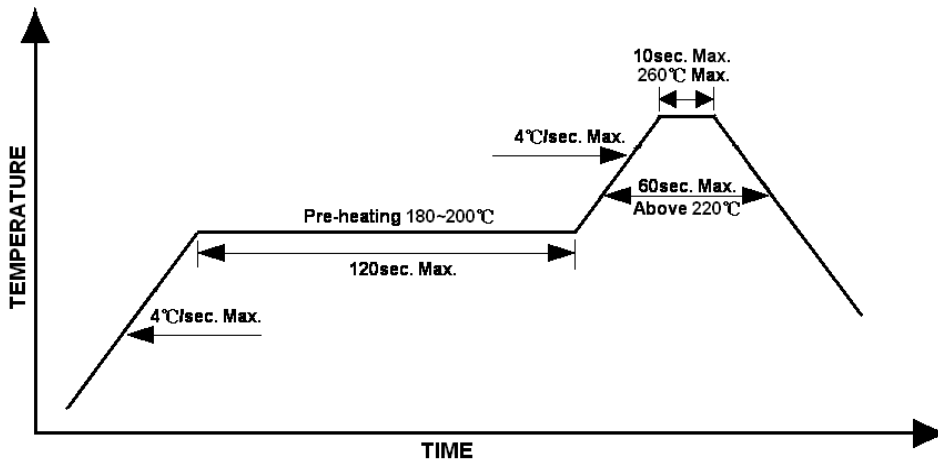 10sec. Max.
260℃ Max.
4℃/sec. Max.
60sec. Max.
Above 220℃
Pre-heating 180~200℃
120sec. Max.
4℃/sec. Max.
TEMPERATURE
TIME